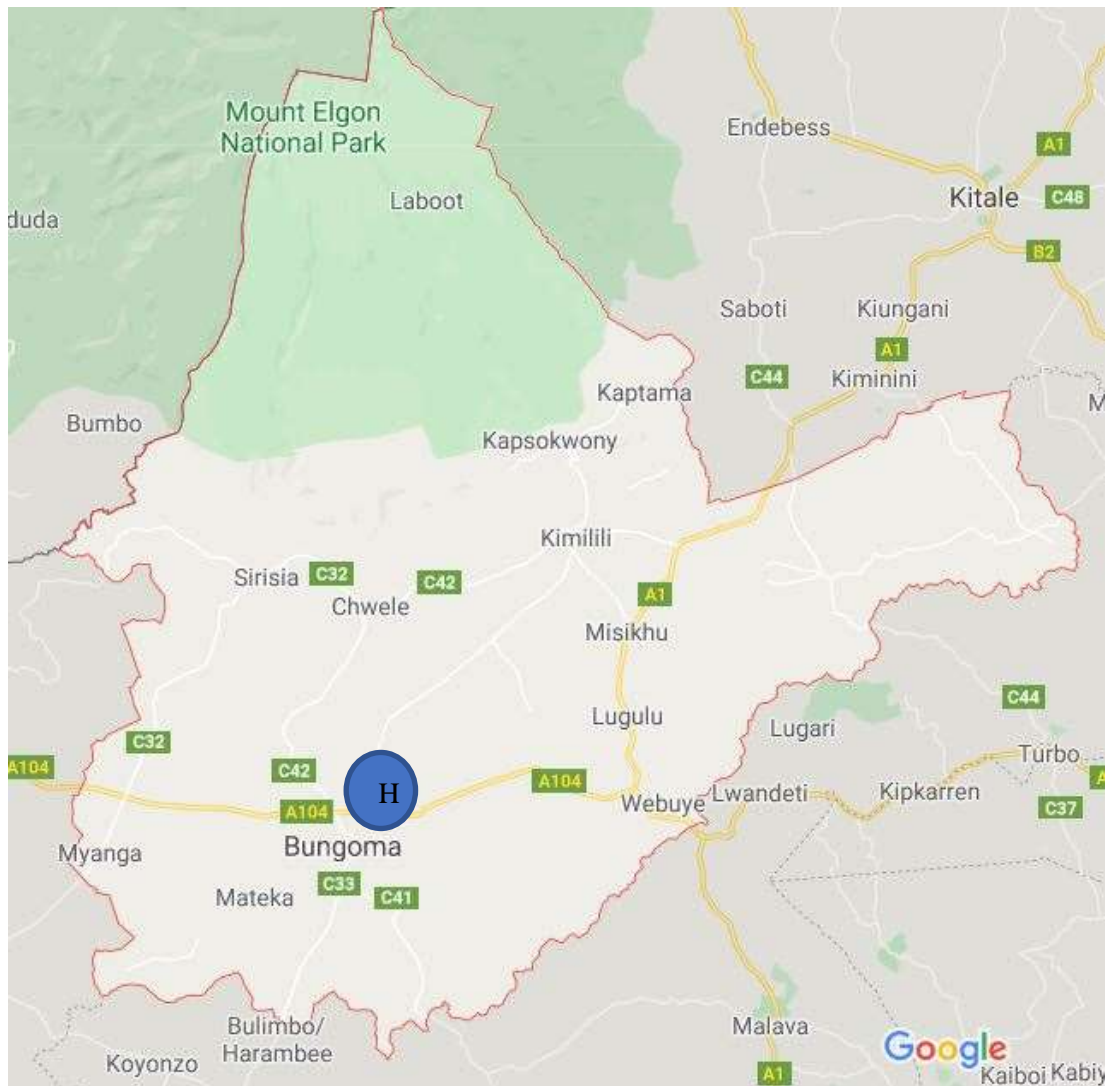 Mount Elgon
National Park
Endebess
A1
Laboot
Kitale
C48
duda
B2
Saboti
Kiungani
A1
C44
Kiminini
Kaptama
M
Bumbo
Kapsokwony
Kimilili
Sirisia
C32
C42
Chwele
A1
Misikhu
C44
Lugulu
Lugari
C32
Turbo
A104
C42
H
A104
A
A104
Webuye
Lwandeti
Kipkarren
C37
Bungoma
Myanga
C33
Mateka
C41
Bulimbo/
Harambee
Malava
Koyonzo
Google
A1
Kaiboi
Kabiy